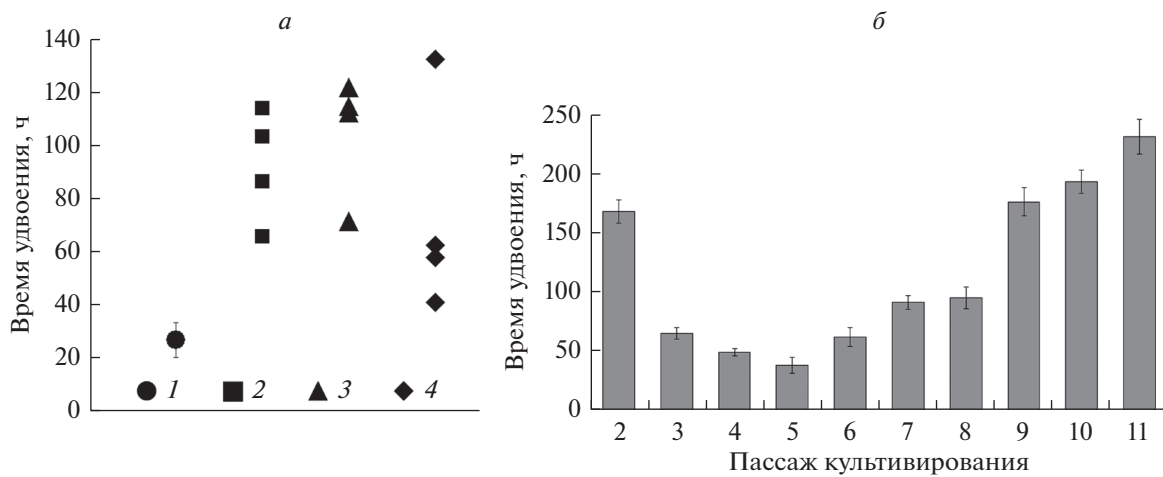 а
Время удвоения, ч
140
120
100
80
60
40
20
0
1 2 3 4
б
Время удвоения, ч
250
200
150
100
50
0
2 3 4 5 6 7 8 9 10 11
Пассаж культивирования